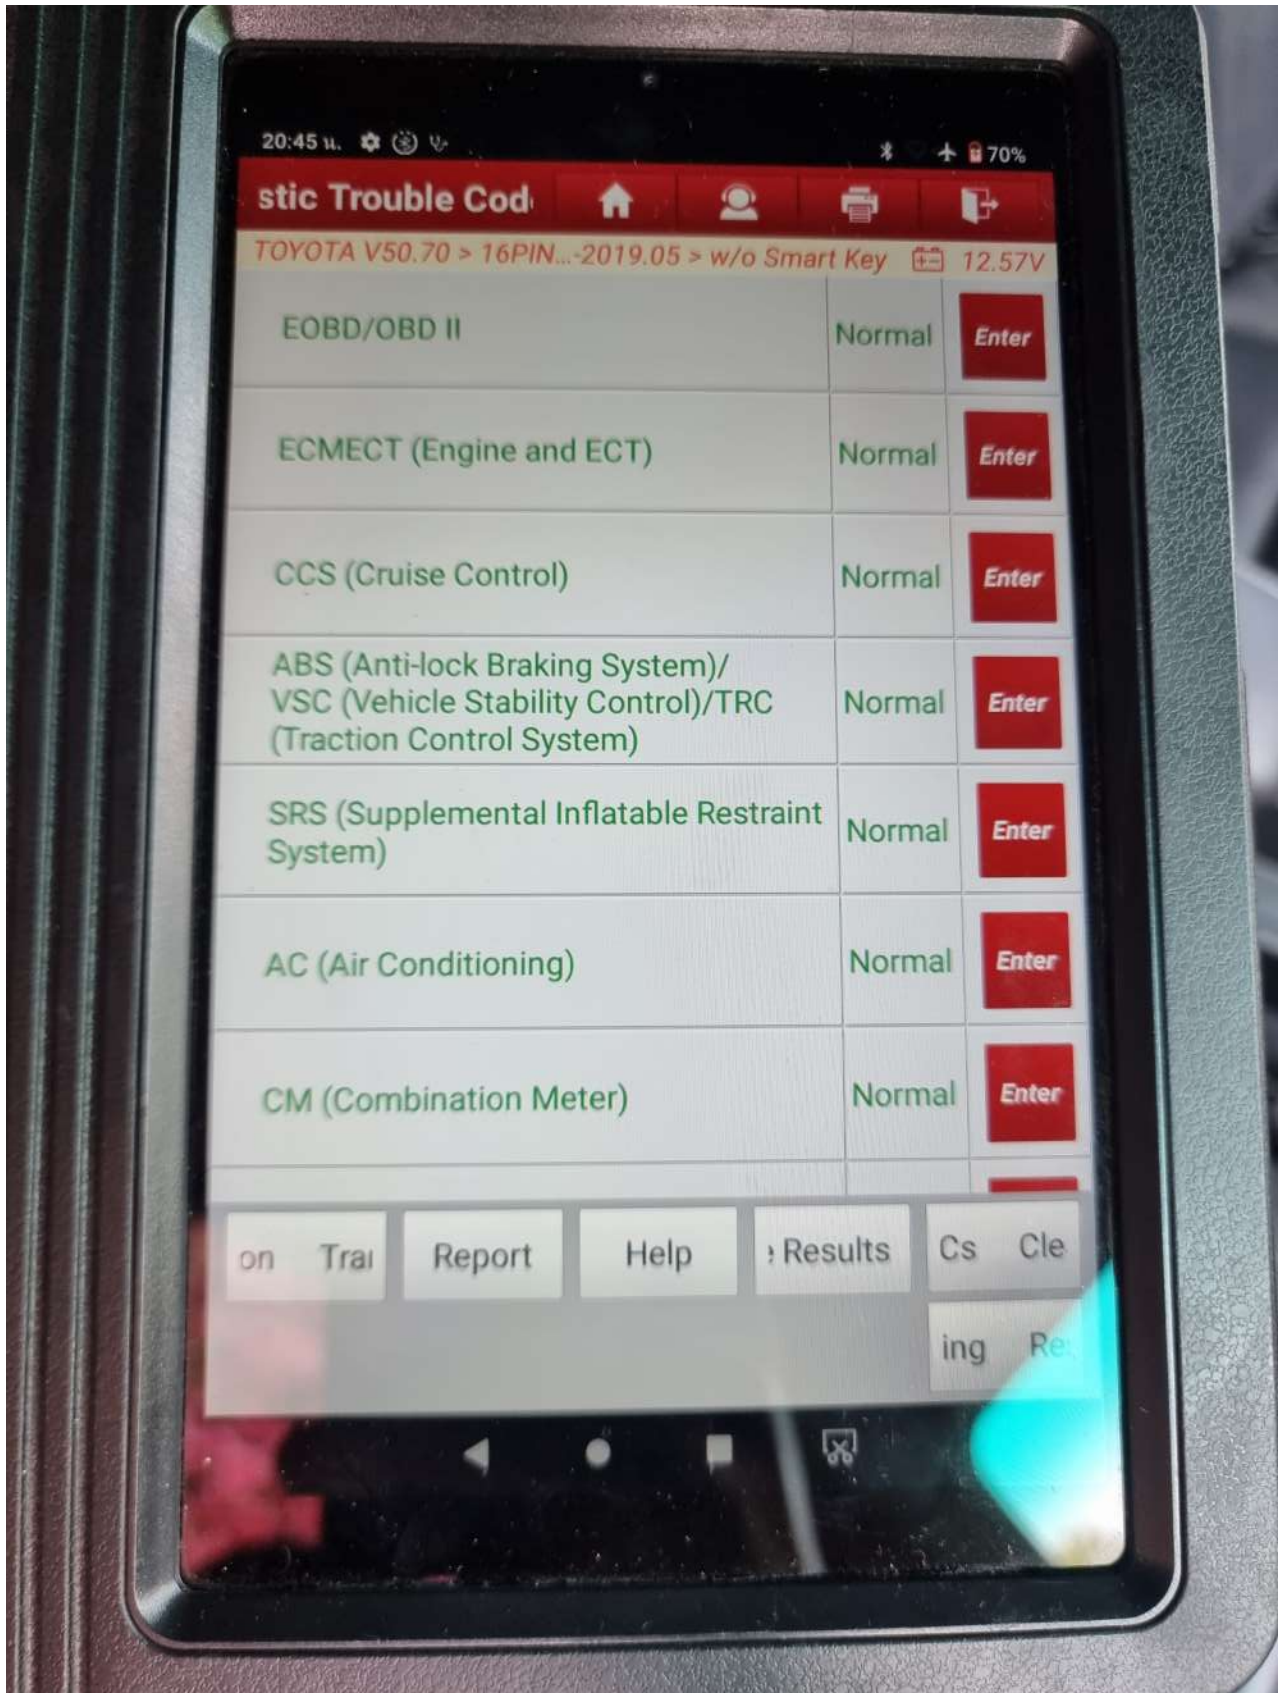 20:45 น.
70%
stic Trouble Cod
TOYOTA V50.70 > 16PIN...-2019.05 > w/o Smart Key 12.57V
EOBD/OBD II Normal Enter
ECMECT (Engine and ECT) Normal Enter
CCS (Cruise Control) Normal Enter
ABS (Anti-lock Braking System)/
VSC (Vehicle Stability Control)/TRC Normal Enter
(Traction Control System)
SRS (Supplemental Inflatable Restraint
System) Normal Enter
AC (Air Conditioning) Normal Enter
CM (Combination Meter) Normal Enter
on Trai Report Help Results Cs Cle
ing Re